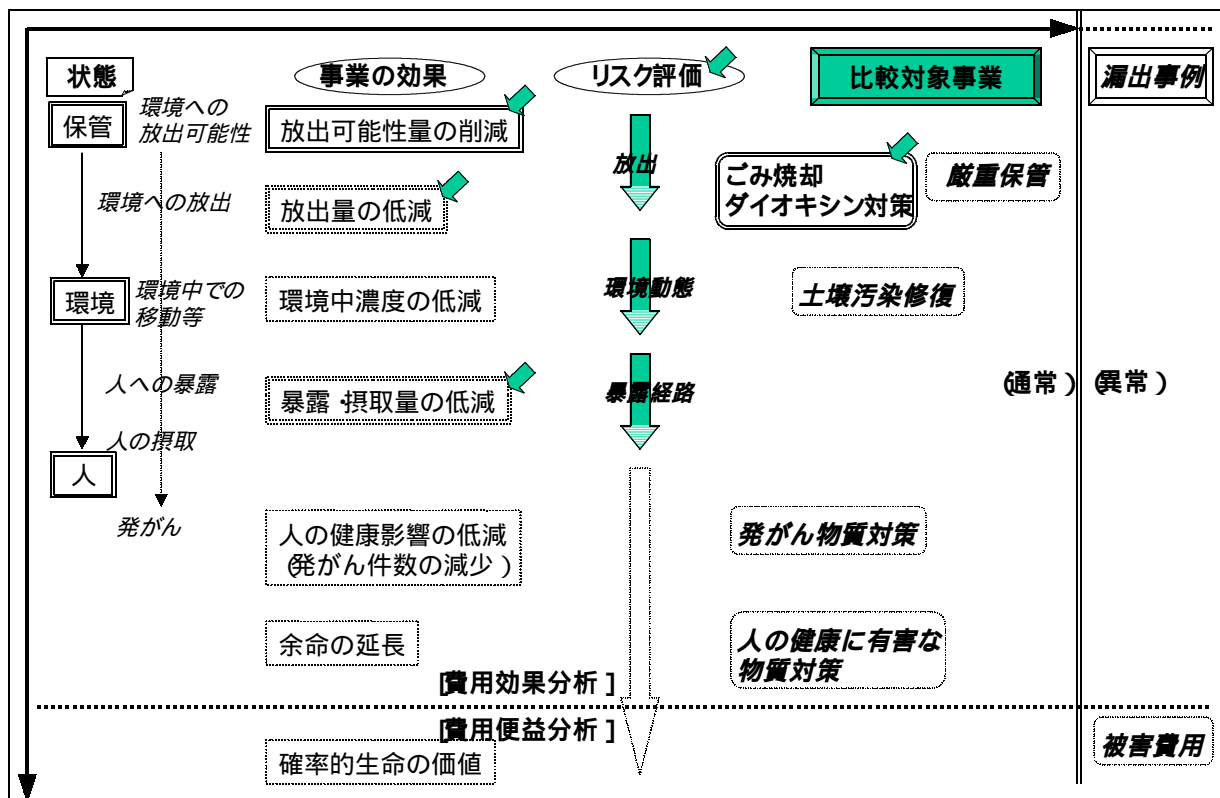 状態
事業の効果
リスク評価
比較対象事業
漏出事例
保管
環境への
放出可能性
放出可能性量の削減
放出
ごみ焼却
ダイオキシン対策
厳重保管
環境への放出
放出量の低減
環境
環境中での
移動等
環境中濃度の低減
環境動態
土壌汚染修復
人への暴露
暴露・摂取量の低減
暴露経路
(通常)
(異常)
人の摂取
人
発がん
人の健康影響の低減
(発がん件数の減少)
発がん物質対策
余命の延長
人の健康に有害な
物質対策
[費用効果分析]
[費用便益分析]
確率的生命の価値
被害費用